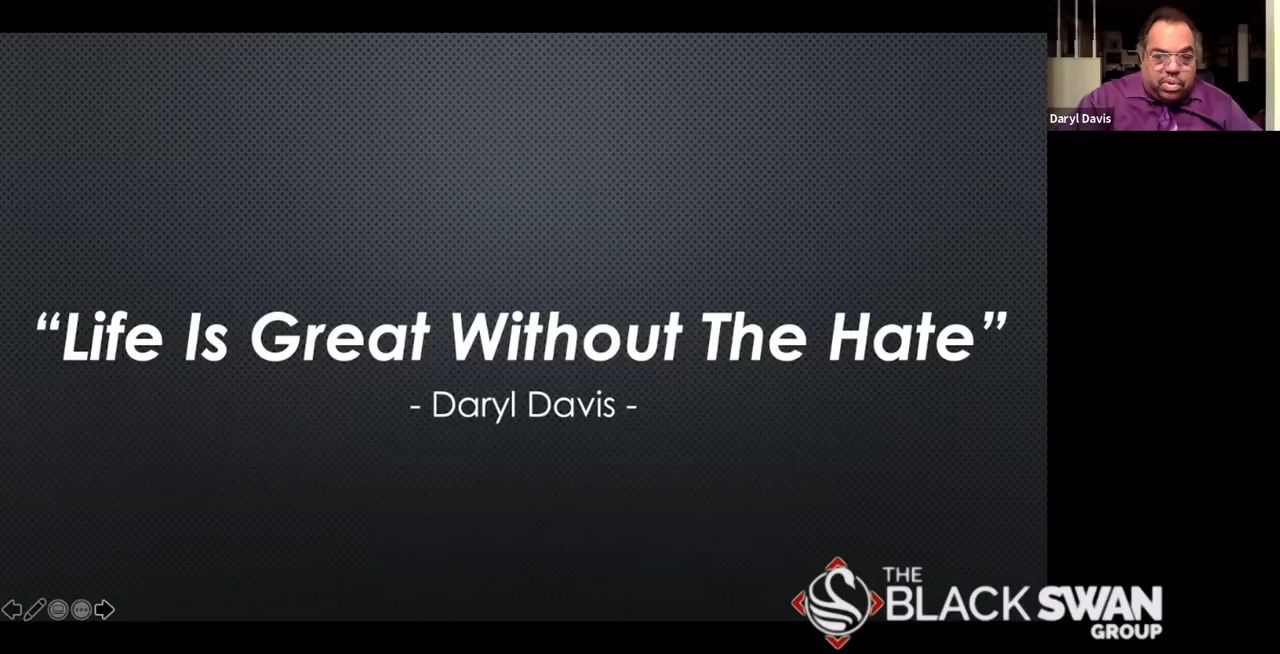 Daryl Davis
“Life Is Great Without The Hate”
- Daryl Davis -
THE
BLACK SWAN
GROUP